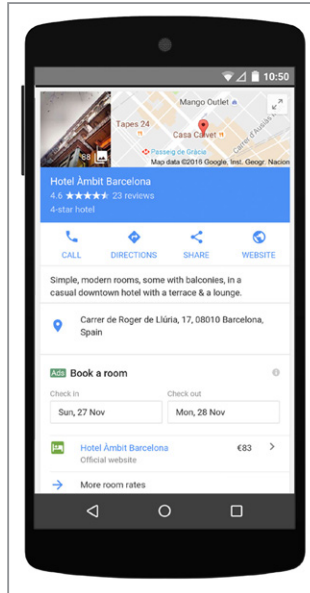 10:50
Mango Outlet
Tapes 24
Casa Calvet
Passeig de Gràcia
Carrer d'Ausiàs
68
Map data ©2016 Google, Inst. Geogr. Nacion
Hotel Àmbit Barcelona
4.6 ★★★★★ 23 reviews
4-star hotel
CALL DIRECTIONS SHARE WEBSITE
Simple, modern rooms, some with balconies, in a
casual downtown hotel with a terrace & a lounge.
Carrer de Roger de Llúria, 17, 08010 Barcelona,
Spain
Ads Book a room
Check in Check out
Sun, 27 Nov Mon, 28 Nov
Hotel Àmbit Barcelona €83
Official website
More room rates